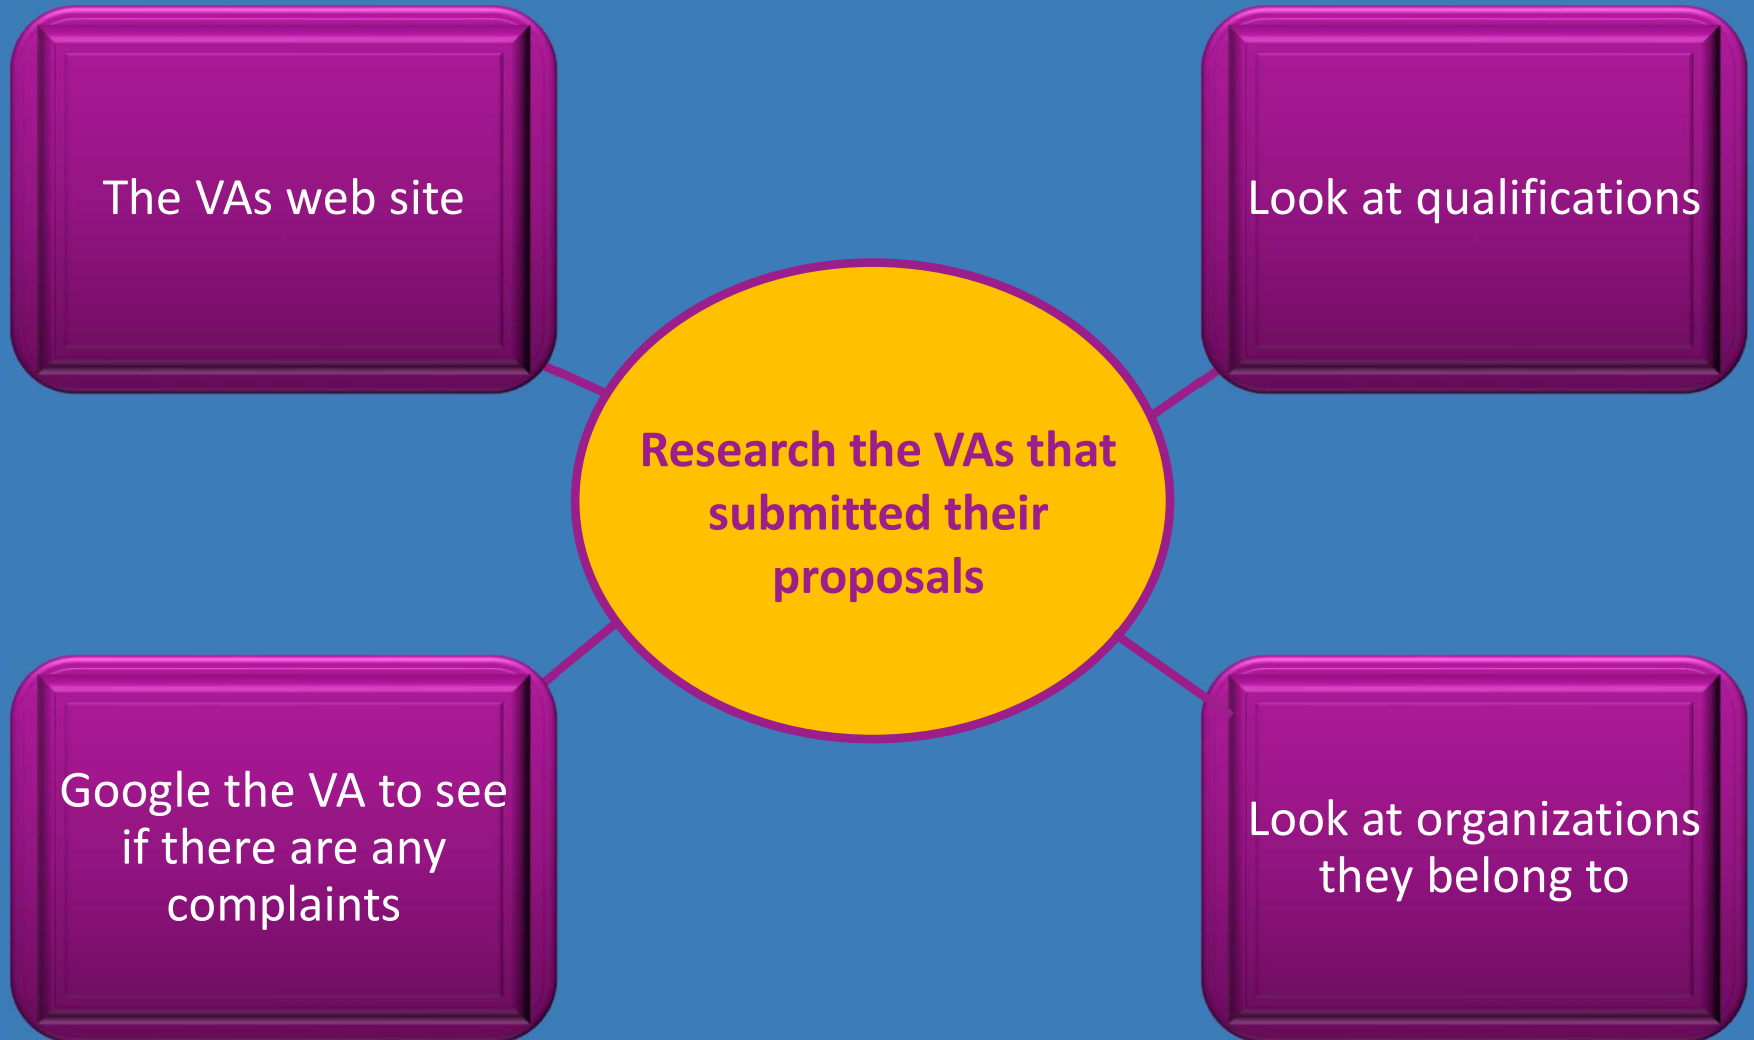 The VAs web site
Look at qualifications
Research the VAs that
submitted their
proposals
Google the VA to see
if there are any
complaints
Look at organizations
they belong to